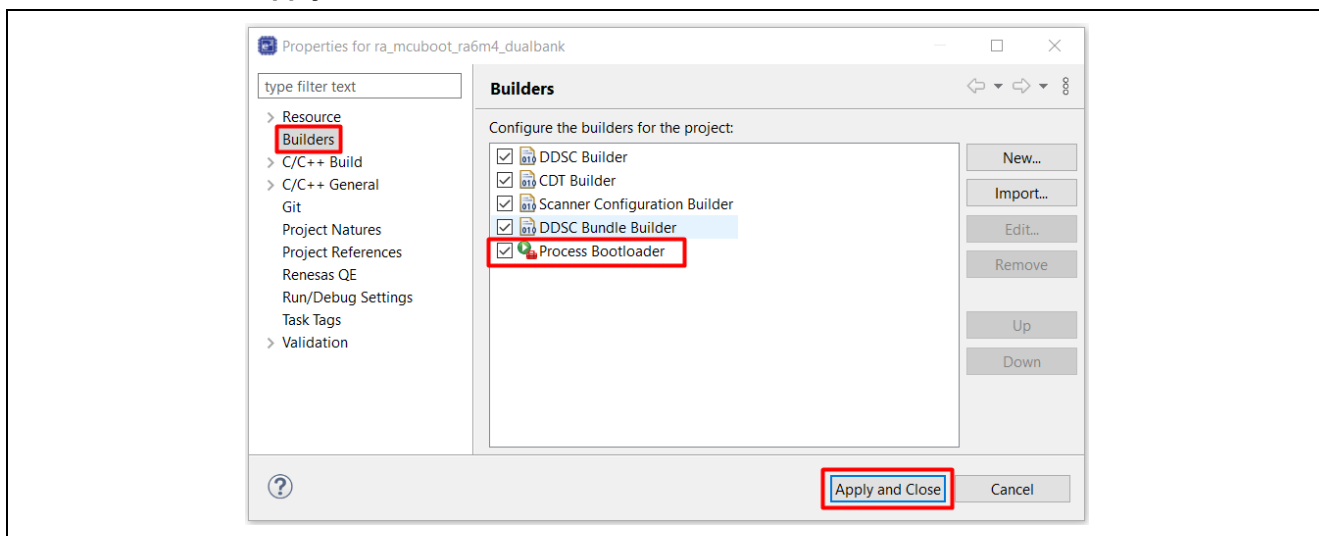 Properties for ra_mcuboot_ra6m4_dualbank
type filter text
Resource
Builders
C/C++ Build
C/C++ General
Git
Project Natures
Project References
Renesas QE
Run/Debug Settings
Task Tags
Validation
Builders
Configure the builders for the project:
DDSC Builder
CDT Builder
Scanner Configuration Builder
DDSC Bundle Builder
Process Bootloader
New...
Import...
Edit...
Remove
Up
Down
Apply and Close
Cancel